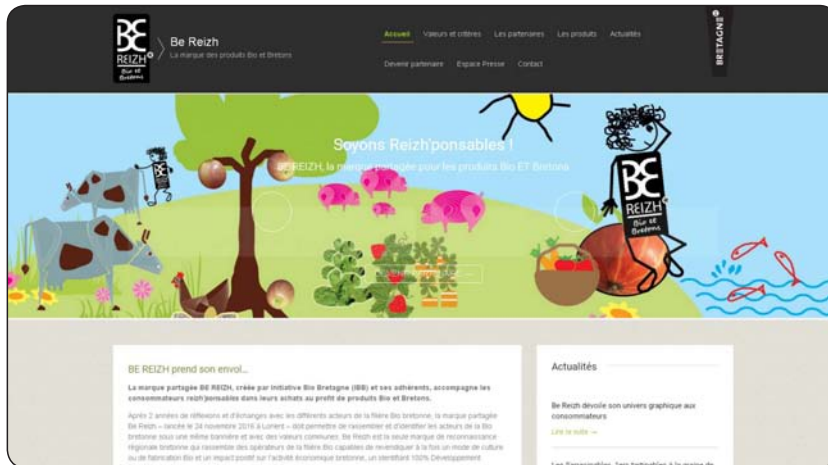 BE
REIZH
Bio et
Bretons
Be Reizh
La marque des produits Bio et Bretons
Accueil Valeurs et critères Les partenaires Les produits Actualités
Devenir partenaire Espace Presse Contact
BRETAGNE
Soyons Reizh'ponsables !
BE REIZH, la marque partagée pour les produits Bio ET Bretons
BE
REIZH
Bio et
Bretons
BE REIZH prend son envol...
La marque partagée BE REIZH, créée par Initiative Bio Bretagne (IBB) et ses adhérents, accompagne les
consommateurs reizh'ponsables dans leurs achats au profit de produits Bio et Bretons.
Après 2 années de réflexions et d'échanges avec les différents acteurs de la filière Bio bretonne, la marque partagée
Be Reizh – lancée le 24 novembre 2016 à Lorient – doit permettre de rassembler et d'identifier les acteurs de la Bio
bretonne sous une même bannière et avec des valeurs communes. Be Reizh est la seule marque de reconnaissance
régionale bretonne qui rassemble des opérateurs de la filière Bio capables de revendiquer à la fois un mode de culture
ou de fabrication Bio et un impact positif sur l'activité économique bretonne, un identifiant 100% Développement
Actualités
Be Reizh dévoile son univers graphique aux
consommateurs
Lire la suite →